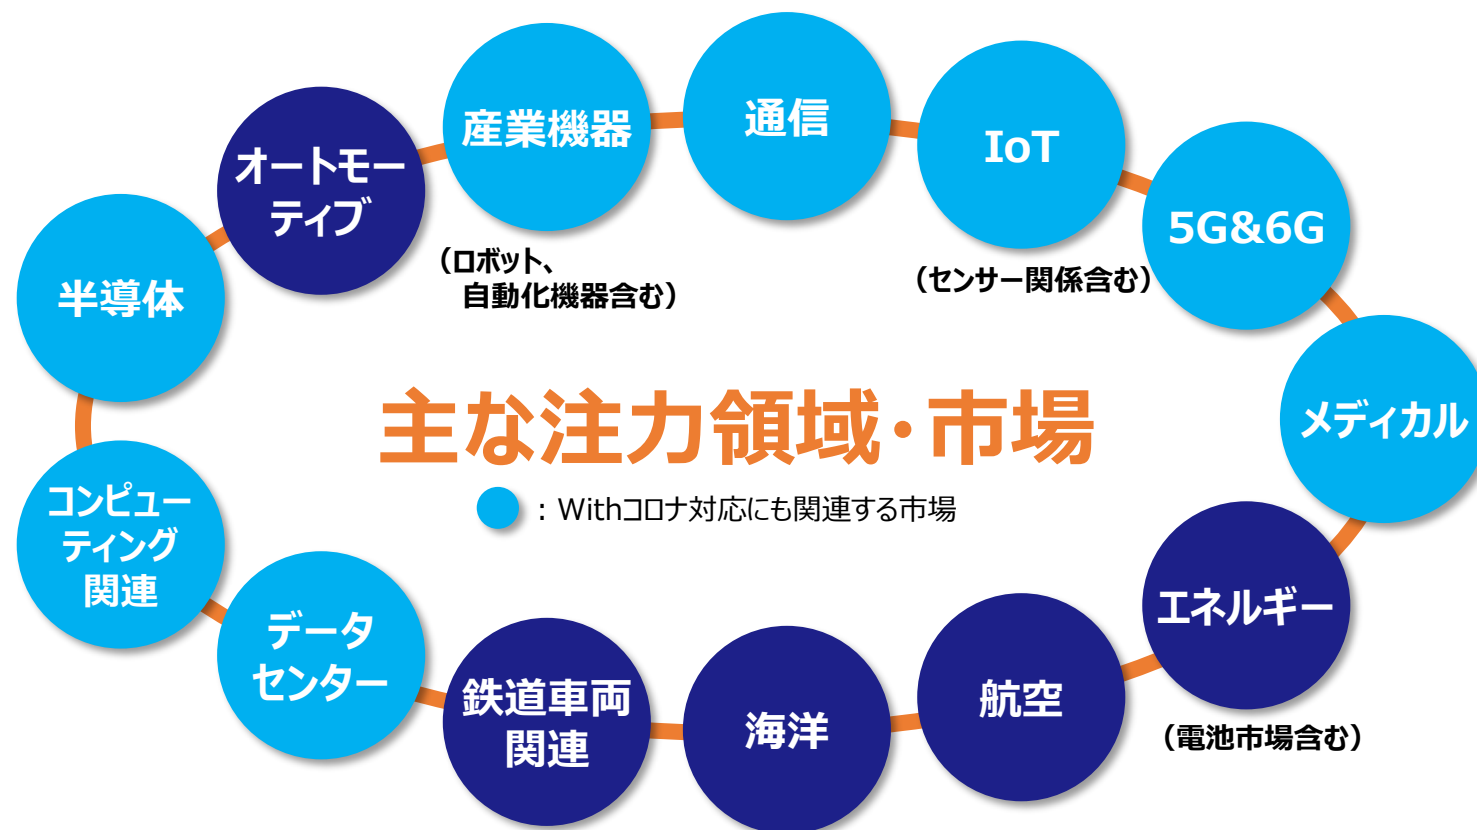 産業機器
通信
IoT
オートモー
ティブ
5G&6G
半導体
（ロボット、
自動化機器含む）
（センサー関係含む）
メディカル
主な注力領域・市場
：Withコロナ対応にも関連する市場
コンピュー
ティング
関連
エネルギー
データ
センター
鉄道車両
関連
海洋
航空
（電池市場含む）